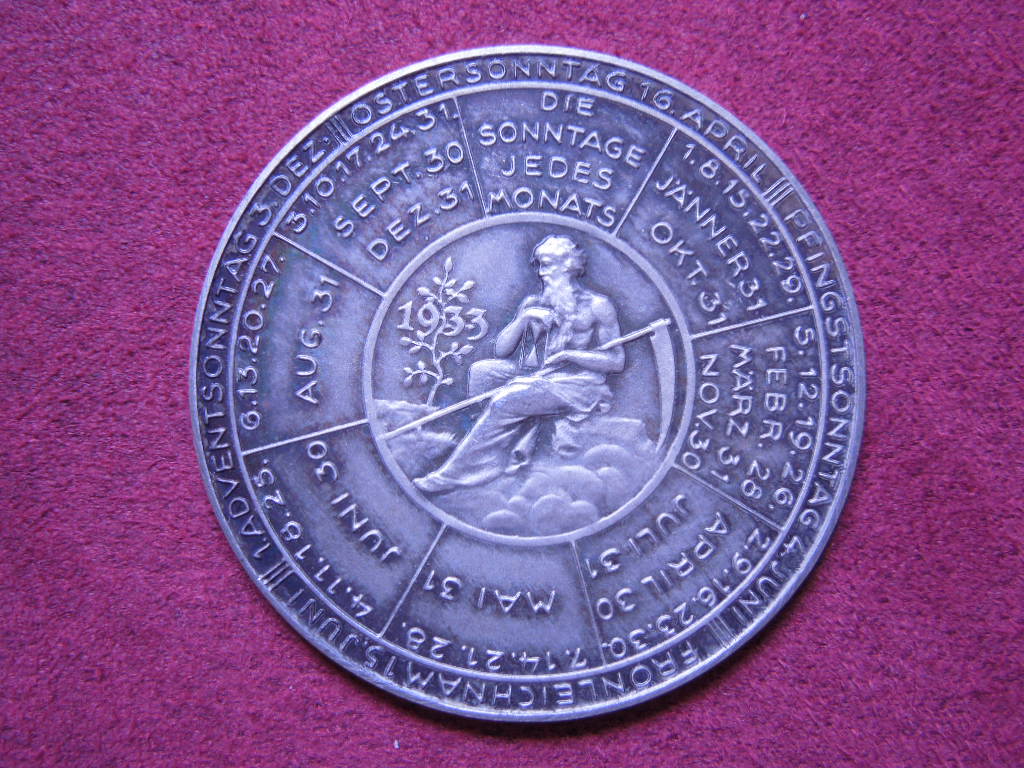 OSTERSONNTAG 16. APRIL ||| PFINGSTSONNTAG 4. JUNI ||| FRONLEICHNAM 15. JUNI ||| 1. ADVENTSONNTAG 3. DEZ. |||
DIE
SONNTAGE
JEDES
MONATS
1. 8. 15. 22. 29.
JÄNNER 31
OKT. 31
5. 12. 19. 26.
FEBR. 28
MÄRZ 31
NOV. 30
2. 9. 16. 23. 30.
APRIL 30
JULI 31
7. 14. 21. 28.
MAI 31
4. 11. 18. 25.
JUNI 30
6. 13. 20. 27.
AUG. 31
3. 10. 17. 24. 31.
SEPT. 30
DEZ. 31
1933